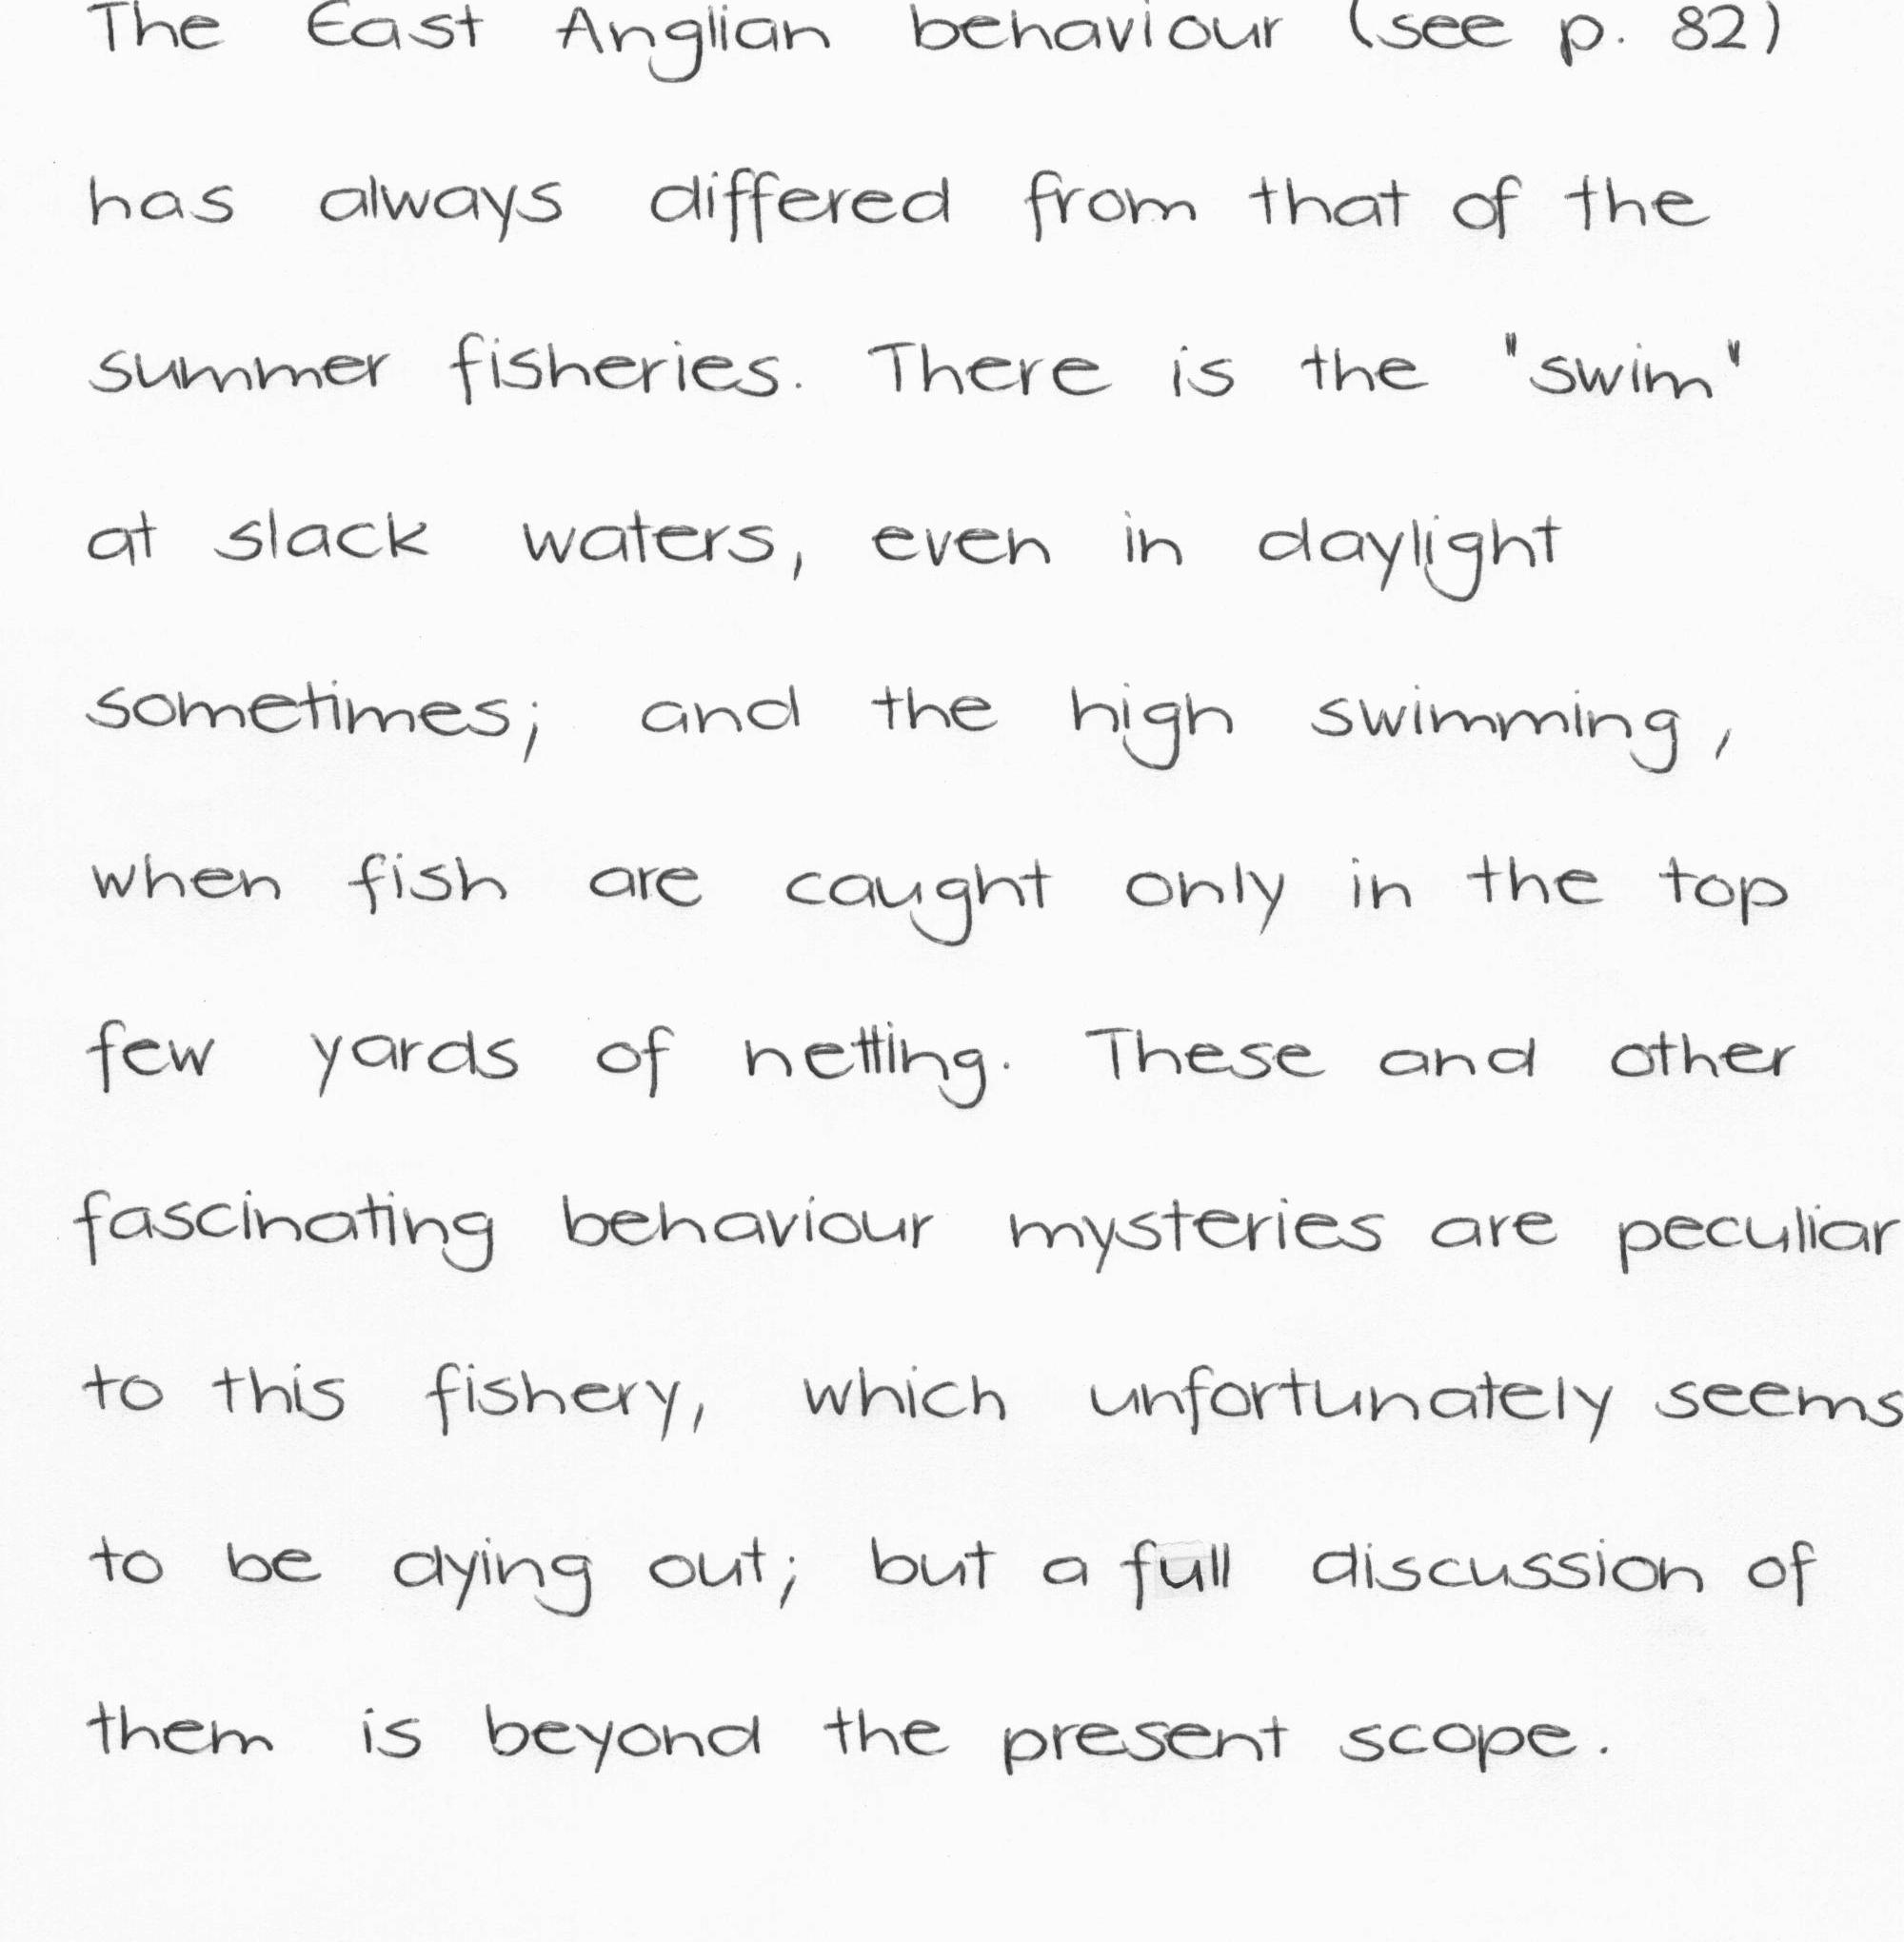 The East Anglian behaviour (see p. 82)
has always differed from that of the
summer fisheries. There is the "swim"
at slack waters, even in daylight
sometimes; and the high swimming,
when fish are caught only in the top
few yards of netting. These and other
fascinating behaviour mysteries are peculiar
to this fishery, which unfortunately seems
to be dying out; but a full discussion of
them is beyond the present scope.